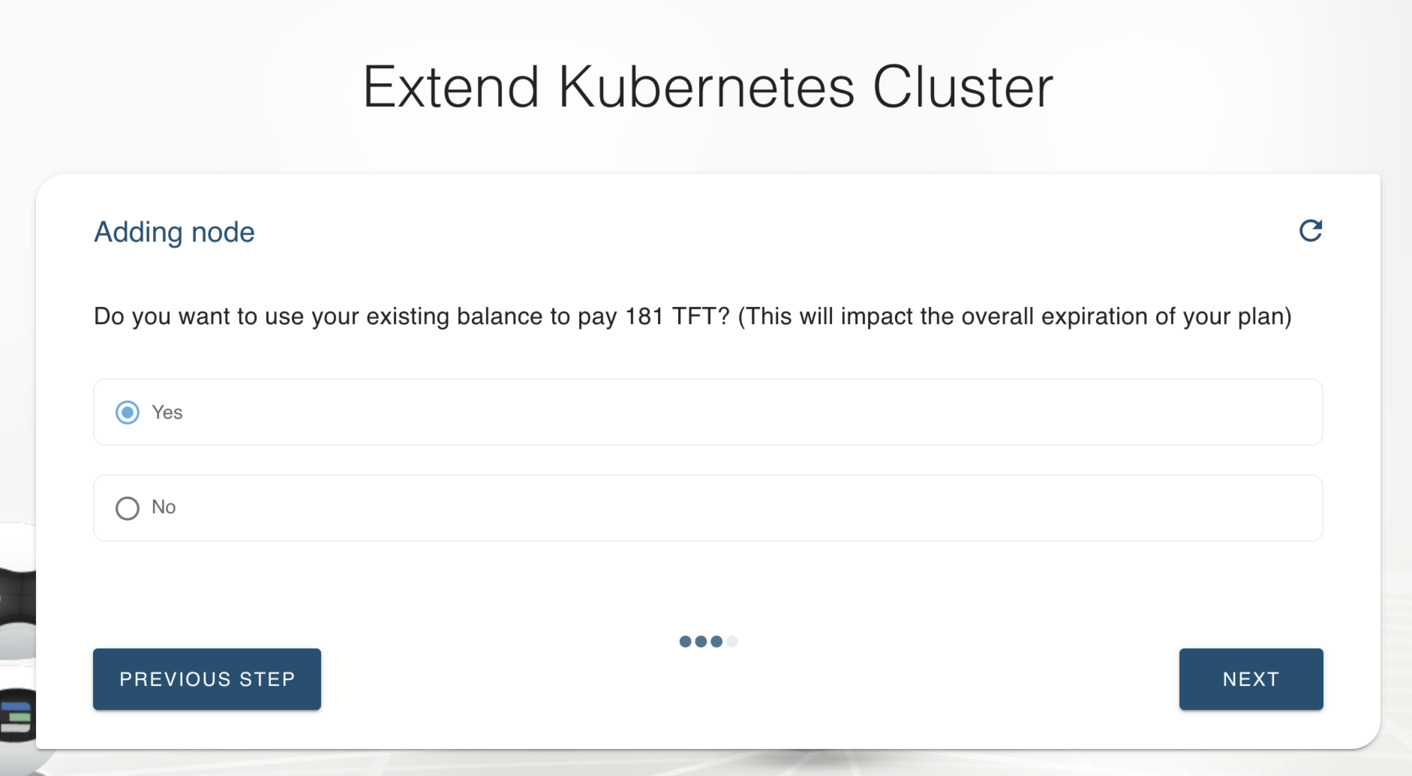 Extend Kubernetes Cluster
Adding node
Do you want to use your existing balance to pay 181 TFT? (This will impact the overall expiration of your plan)
Yes
No
PREVIOUS STEP
NEXT